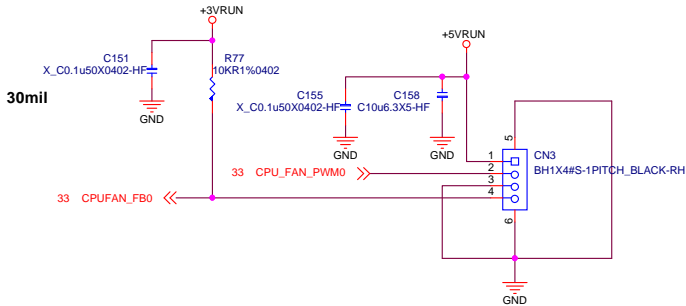 +3VRUN
C151
X_C0.1u50X0402-HF
R77
10KR1%0402
GND
30mil
+5VRUN
C155
X_C0.1u50X0402-HF
C158
C10u6.3X5-HF
GND
GND
5
CN3
BH1X4#S-1PITCH_BLACK-RH
1
2
3
4
33 CPU_FAN_PWM0
33 CPUFAN_FB0
6
GND